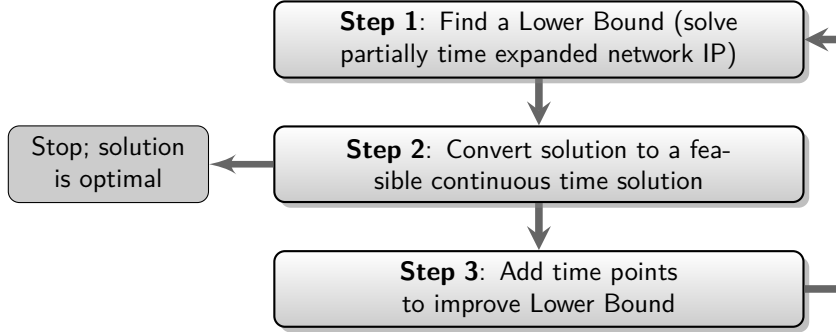 Step 1: Find a Lower Bound (solve
partially time expanded network IP)
Stop; solution
is optimal
Step 2: Convert solution to a fea-
sible continuous time solution
Step 3: Add time points
to improve Lower Bound